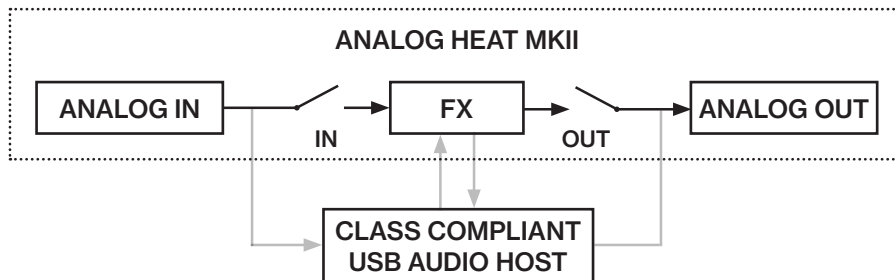 ANALOG HEAT MKII
ANALOG IN
FX
ANALOG OUT
IN
OUT
CLASS COMPLIANT
USB AUDIO HOST